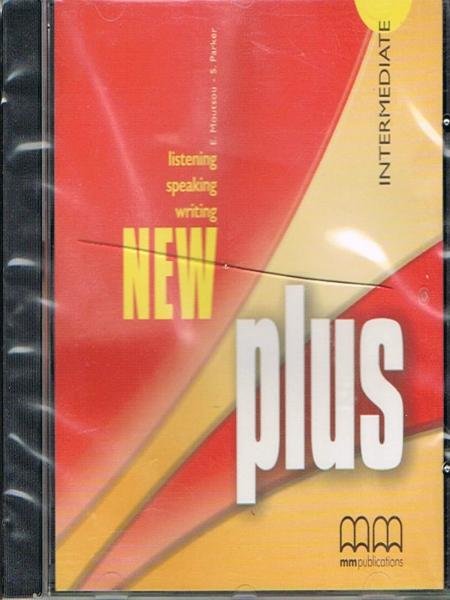 INTERMEDIATE
E. Moutsou - S. Parker
listening
speaking
writing
NEW
plus
mm publications